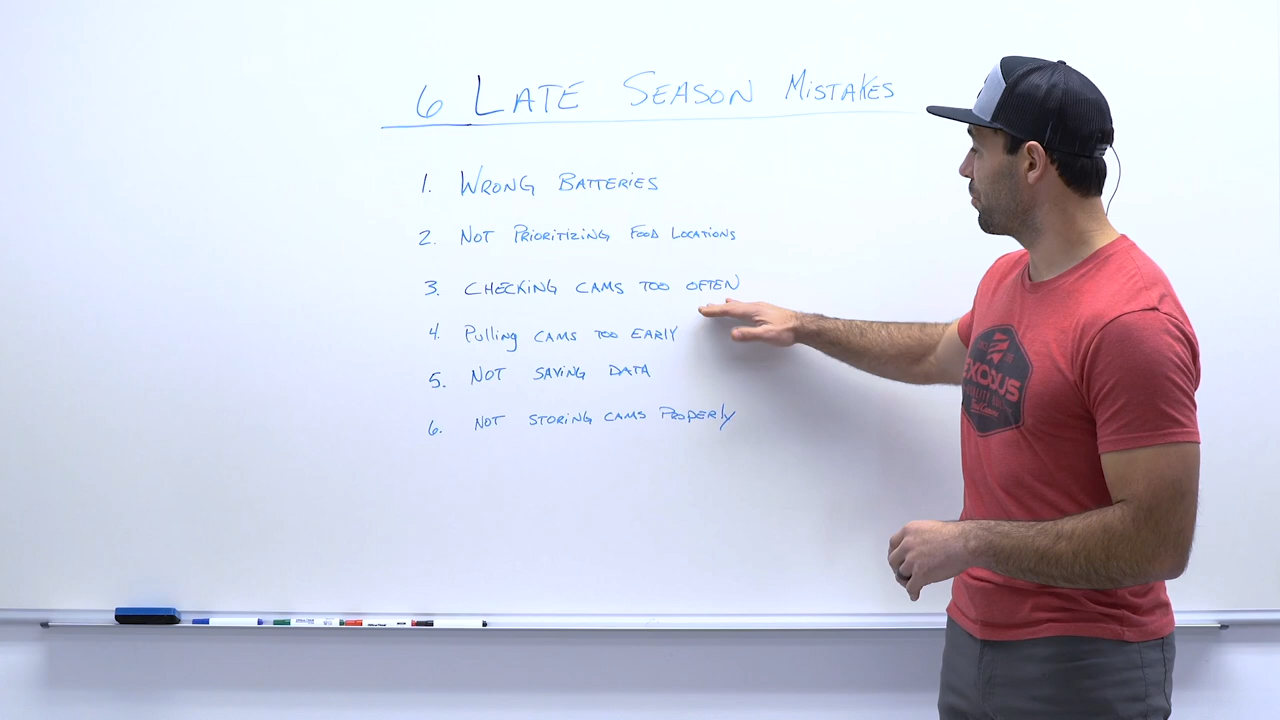 6 LATE SEASON MISTAKES
1. WRONG BATTERIES
2. NOT PRIORITIZING FOOD LOCATIONS
3. CHECKING CAMS TOO OFTEN
4. Pulling CAMS TOO EARLY
5. NOT SAVING DATA
6. NOT STORING CAMS PROPERly
EXODUS